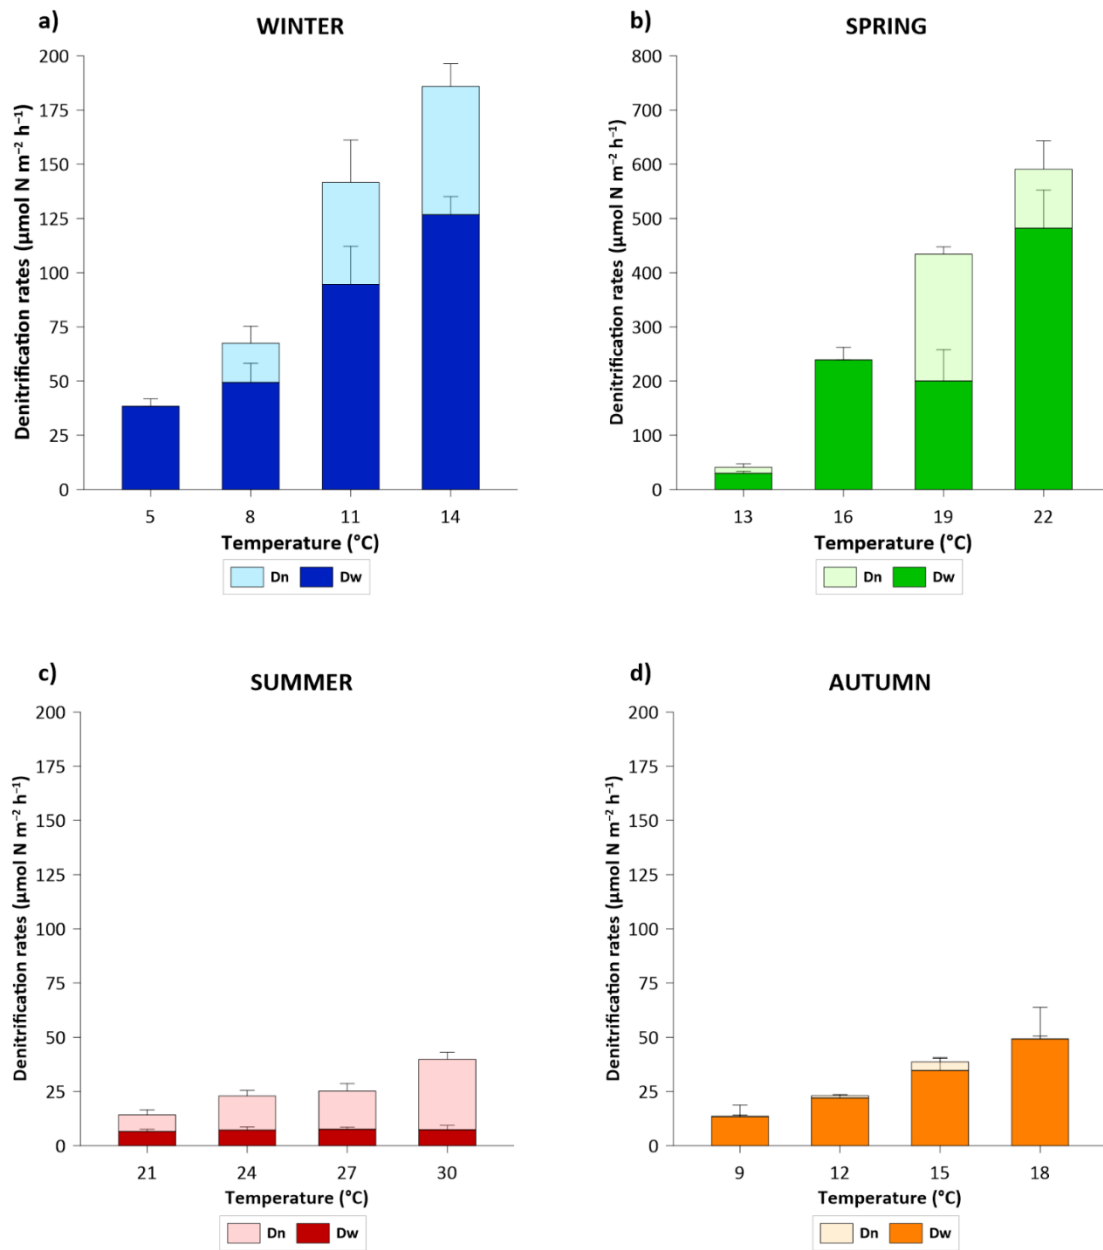 a)
WINTER
Denitrification rates (µmol N m⁻² h⁻¹)
200
175
150
125
100
75
50
25
0
5 8 11 14
Temperature (°C)
Dn Dw
b)
SPRING
Denitrification rates (µmol N m⁻² h⁻¹)
800
700
600
500
400
300
200
100
0
13 16 19 22
Temperature (°C)
Dn Dw
c)
SUMMER
Denitrification rates (µmol N m⁻² h⁻¹)
200
175
150
125
100
75
50
25
0
21 24 27 30
Temperature (°C)
Dn Dw
d)
AUTUMN
Denitrification rates (µmol N m⁻² h⁻¹)
200
175
150
125
100
75
50
25
0
9 12 15 18
Temperature (°C)
Dn Dw